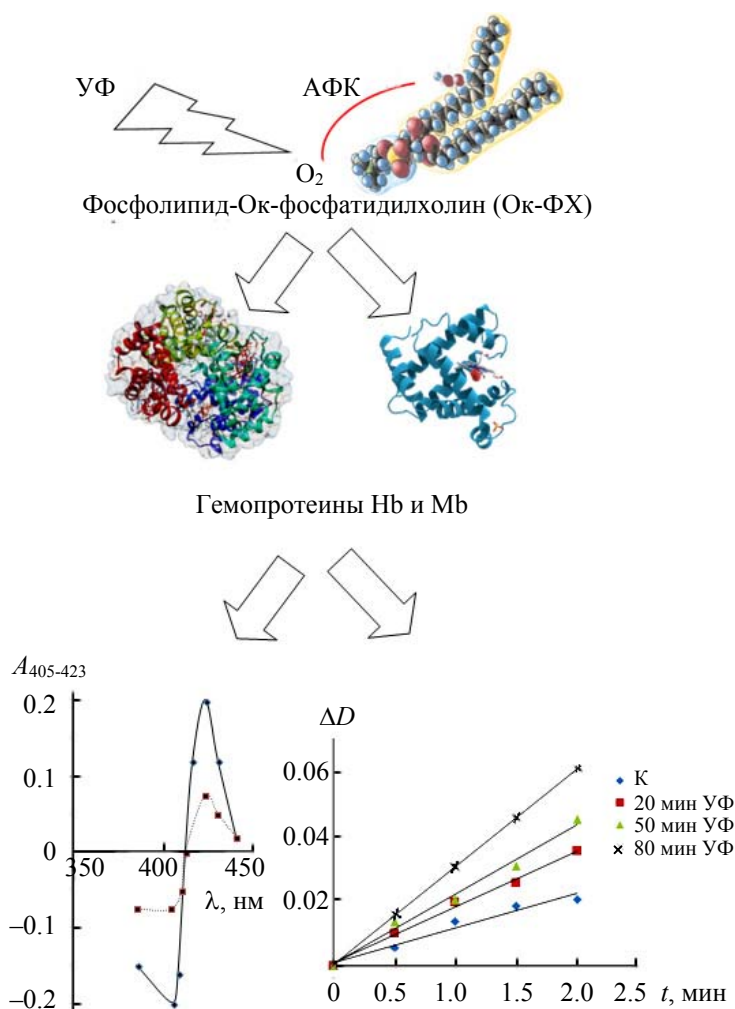 УФ АФК
O₂
Фосфолипид-Ок-фосфатидилхолин (Ок-ФХ)
Гемопротеины Hb и Mb
A₄₀₅₋₄₂₃
0.2
0.1
0
–0.1
–0.2
350 400 450
λ, нм
ΔD
0.06
0.04
0.02
0 0.5 1.0 1.5 2.0 2.5 t, мин
К
20 мин УФ
50 мин УФ
80 мин УФ